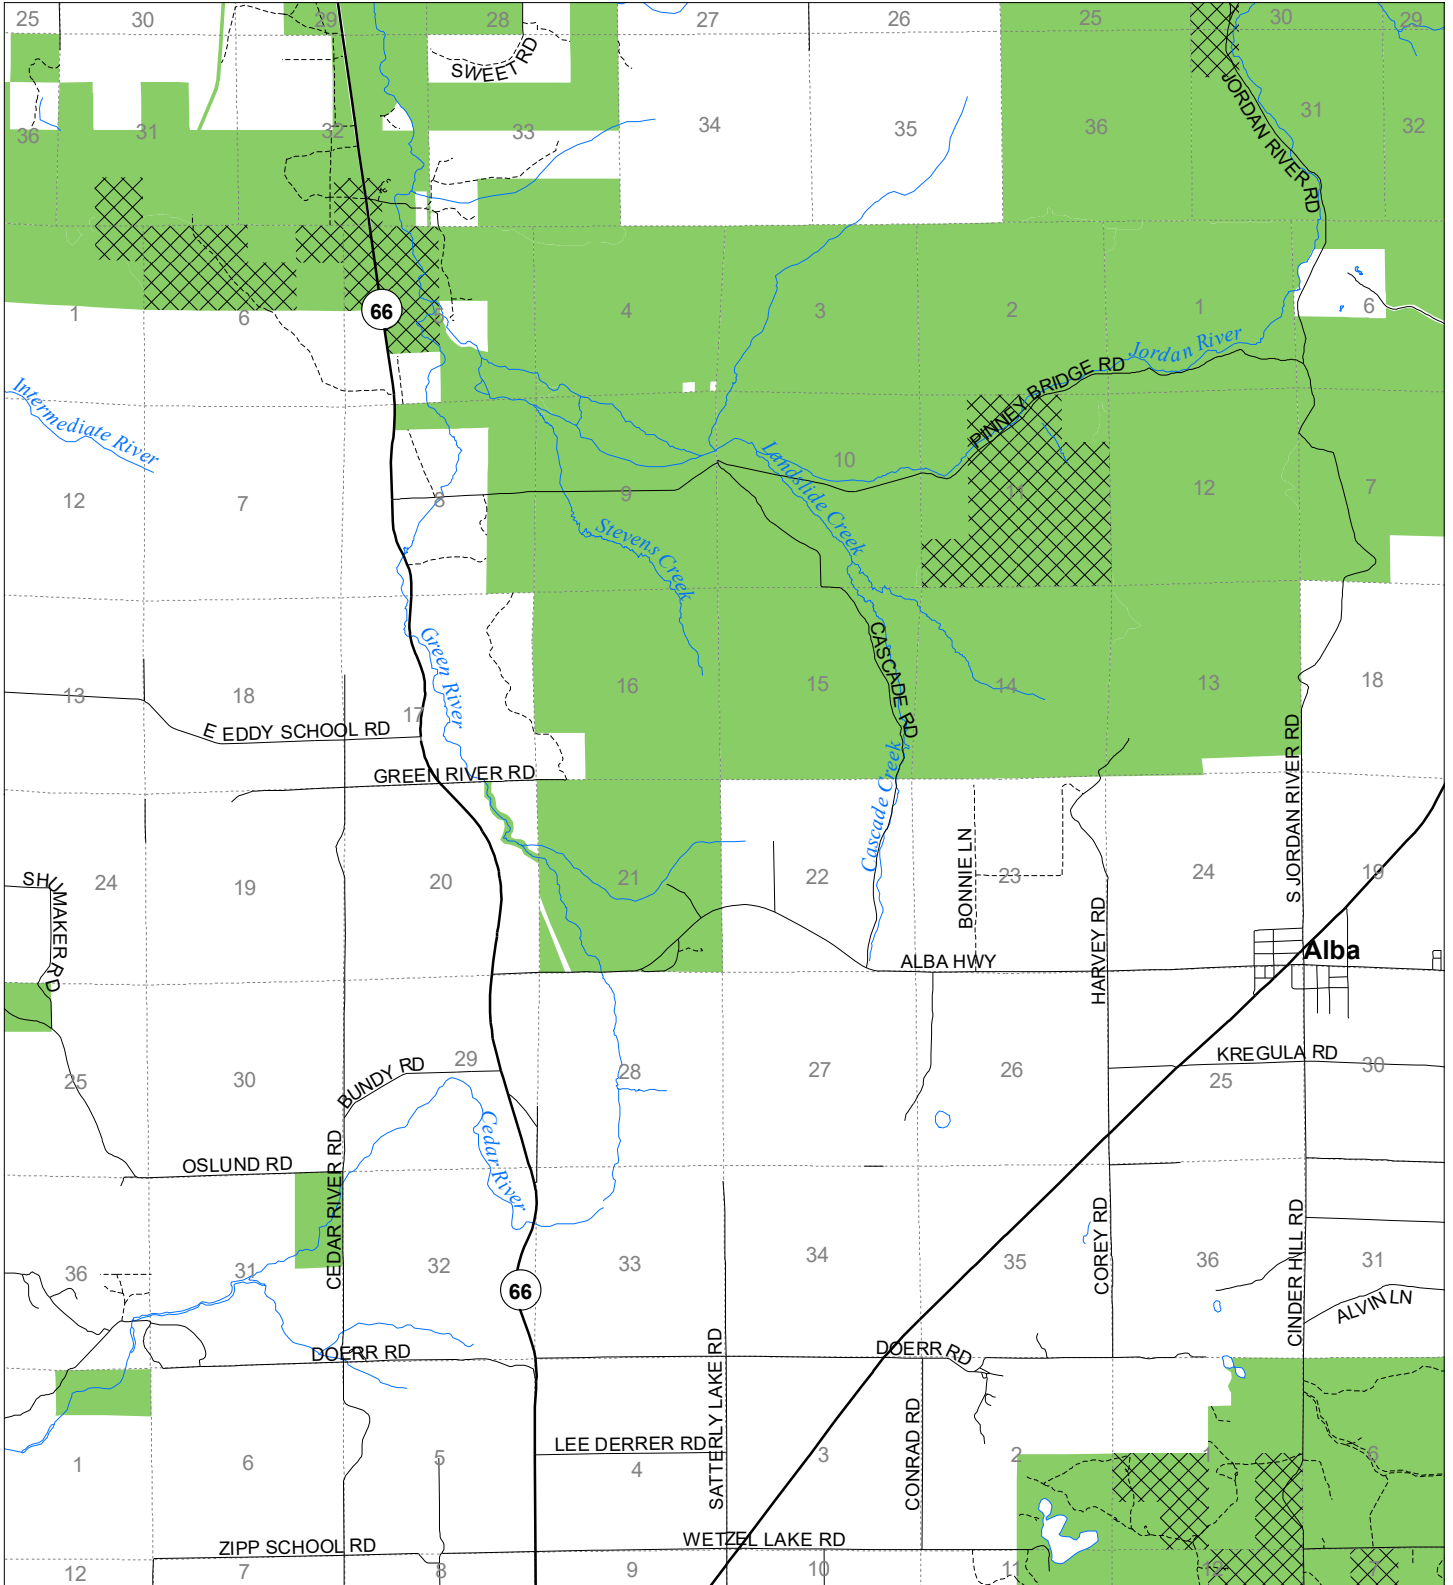 25
30
29
28
27
26
25
30
29
SWEET RD
36
31
32
33
34
35
36
31
32
JORDAN RIVER RD
1
6
66
5
4
3
2
1
6
Jordan River
PINNEY BRIDGE RD
Intermediate River
12
7
8
9
10
11
12
7
Landslide Creek
Stevens Creek
Green River
CASCADE RD
13
18
17
16
15
14
13
18
E EDDY SCHOOL RD
GREEN RIVER RD
Cascade Creek
S JORDAN RIVER RD
SHUMAKER RD
24
19
20
21
22
BONNIE LN
23
24
19
HARVEY RD
ALBA HWY
Alba
25
30
BUNDY RD
29
28
27
26
25
KREGULA RD
30
Cedar River
OSLUND RD
CEDAR RIVER RD
36
31
32
33
34
35
COREY RD
36
CINDER HILL RD
31
66
ALVIN LN
DOERR RD
SATTERLY LAKE RD
DOERR RD
CONRAD RD
1
6
5
LEE DERRER RD
4
3
2
1
6
ZIPP SCHOOL RD
WETZEL LAKE RD
12
7
8
9
10
11
12
7